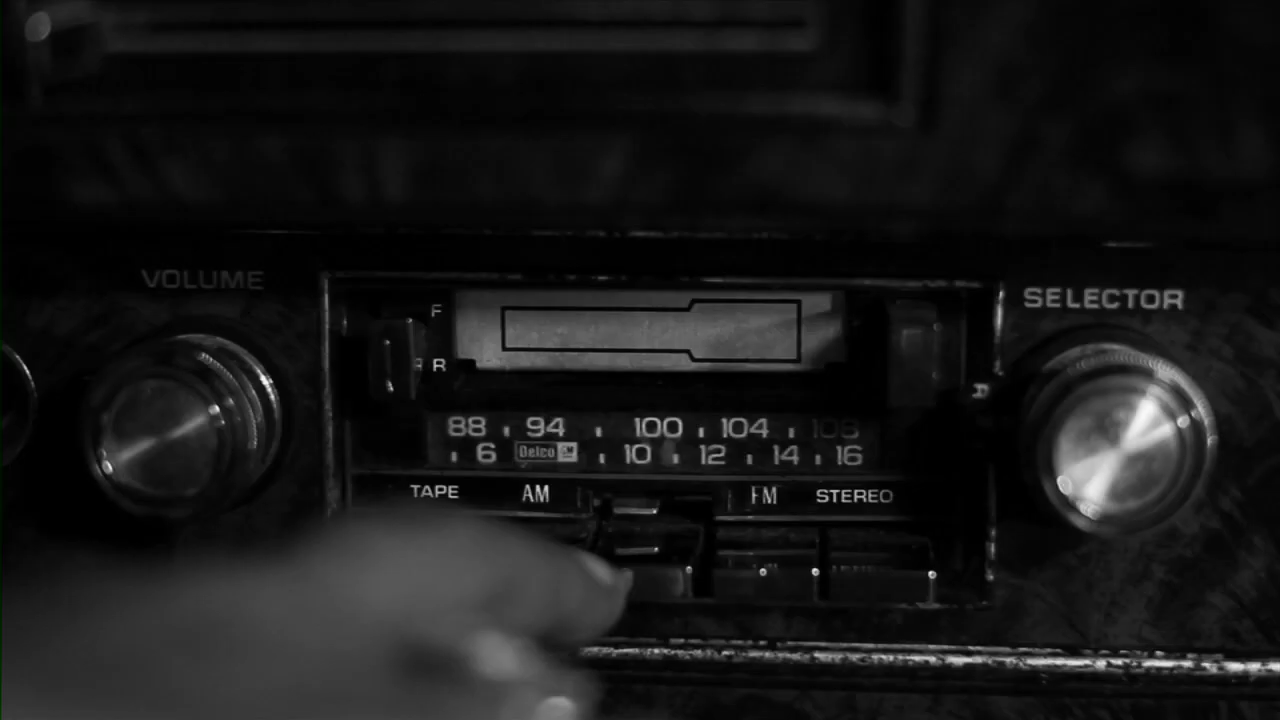 VOLUME
SELECTOR
F
R
88 94 100 104 108
6 Delco GM 10 12 14 16
TAPE AM FM STEREO